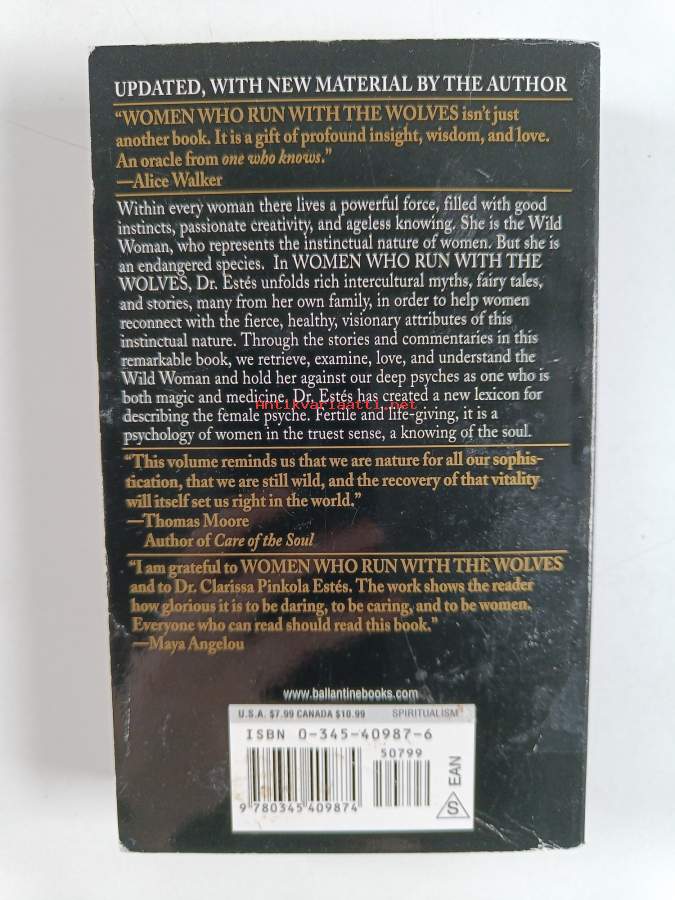 UPDATED, WITH NEW MATERIAL BY THE AUTHOR
“WOMEN WHO RUN WITH THE WOLVES isn’t just
another book. It is a gift of profound insight, wisdom, and love.
An oracle from one who knows.”
—Alice Walker
Within every woman there lives a powerful force, filled with good
instincts, passionate creativity, and ageless knowing. She is the Wild
Woman, who represents the instinctual nature of women. But she is
an endangered species. In WOMEN WHO RUN WITH THE
WOLVES, Dr. Estés unfolds rich intercultural myths, fairy tales,
and stories, many from her own family, in order to help women
reconnect with the fierce, healthy, visionary attributes of this
instinctual nature. Through the stories and commentaries in this
remarkable book, we retrieve, examine, love, and understand the
Wild Woman and hold her against our deep psyches as one who is
both magic and medicine. Dr. Estés has created a new lexicon for
Antikvariaatti.net
describing the female psyche. Fertile and life-giving, it is a
psychology of women in the truest sense, a knowing of the soul.
“This volume reminds us that we are nature for all our sophis-
tication, that we are still wild, and the recovery of that vitality
will itself set us right in the world.”
—Thomas Moore
Author of Care of the Soul
“I am grateful to WOMEN WHO RUN WITH THE WOLVES
and to Dr. Clarissa Pinkola Estés. The work shows the reader
how glorious it is to be daring, to be caring, and to be women.
Everyone who can read should read this book.”
—Maya Angelou
www.ballantinebooks.com
U.S.A. $7.99 CANADA $10.99 SPIRITUALISM
ISBN 0-345-40987-6
50799
9 780345 409874
S EAN